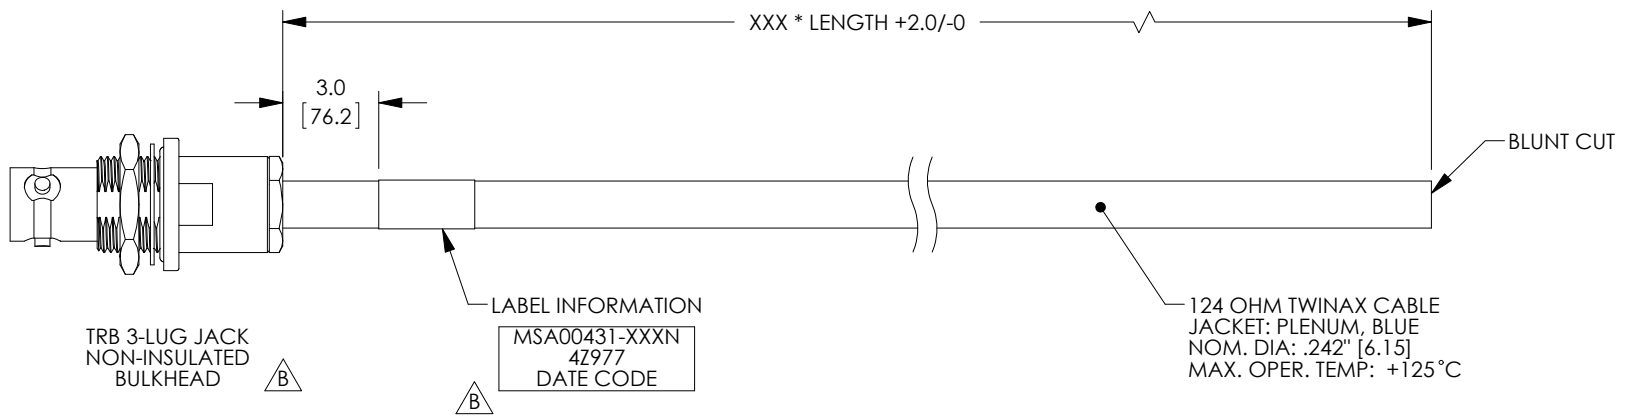 XXX * LENGTH +2.0/-0
3.0
[76.2]
BLUNT CUT
LABEL INFORMATION
MSA00431-XXXN
4Z977
DATE CODE
B
TRB 3-LUG JACK
NON-INSULATED
BULKHEAD
B
124 OHM TWINAX CABLE
JACKET: PLENUM, BLUE
NOM. DIA: .242" [6.15]
MAX. OPER. TEMP: +125°C